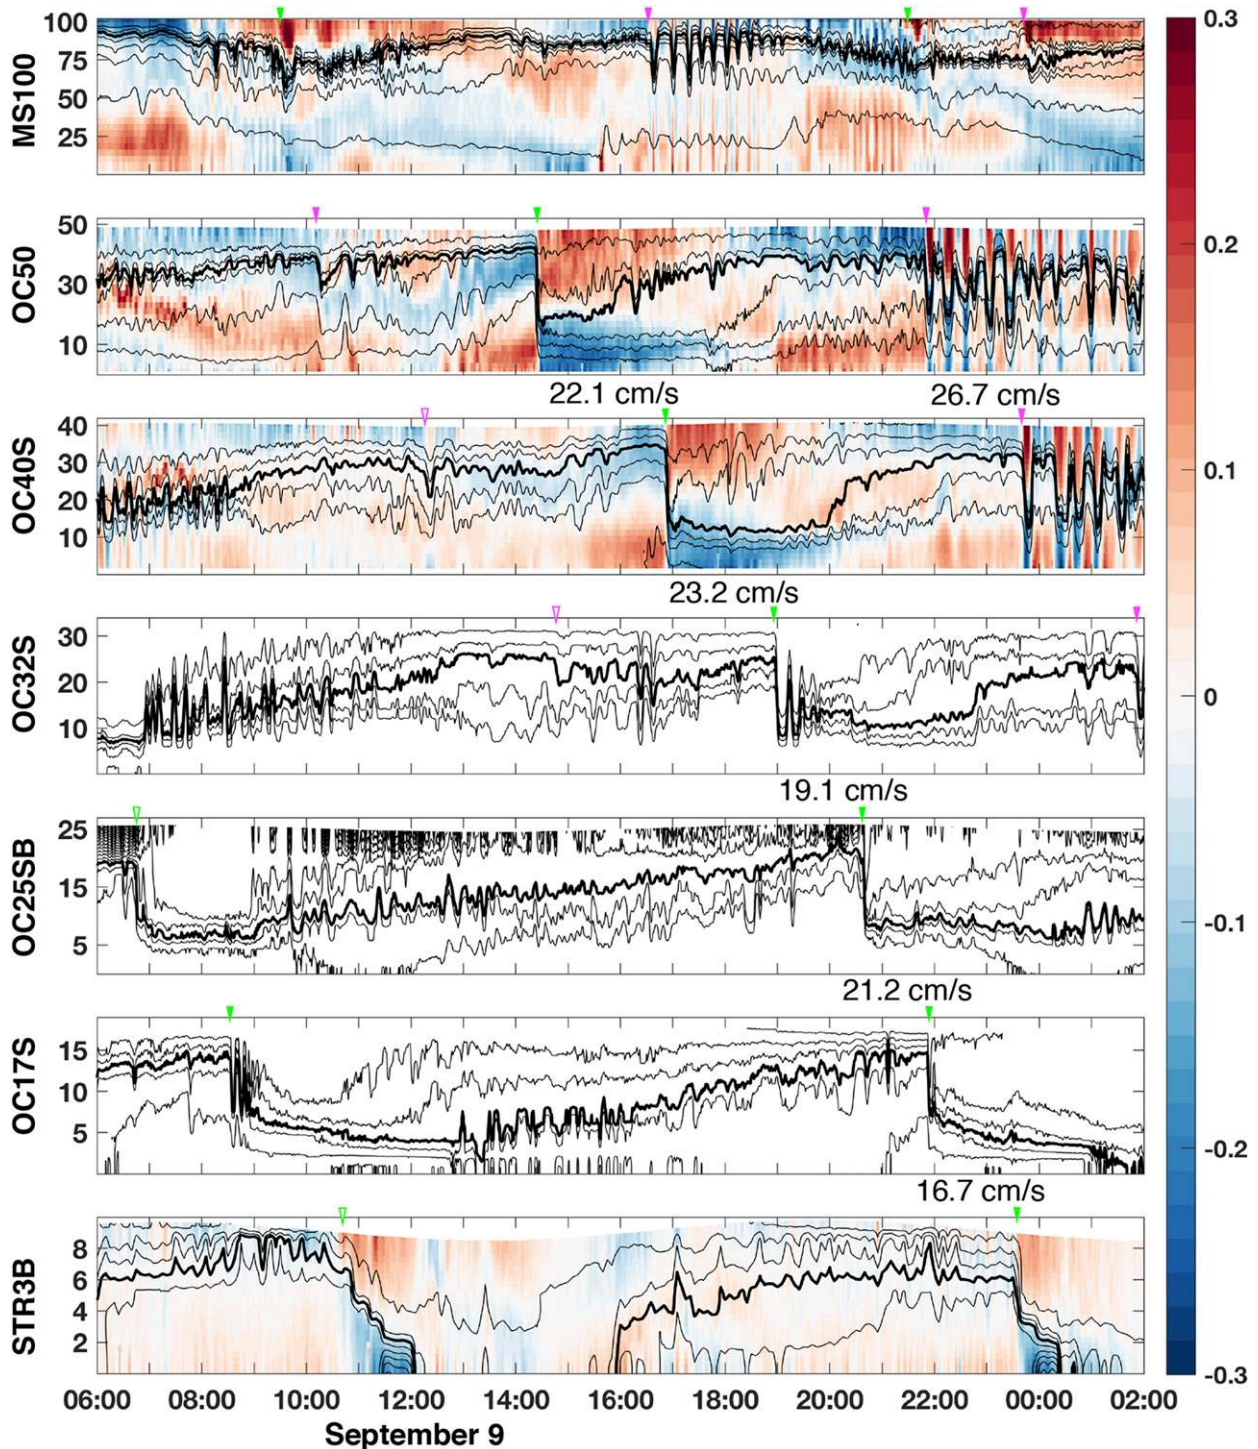 100
75
50
25
MS100
50
30
10
OC50
22.1 cm/s
26.7 cm/s
40
30
20
10
OC40S
23.2 cm/s
30
20
10
OC32S
19.1 cm/s
25
15
5
OC25SB
21.2 cm/s
15
10
5
OC17S
16.7 cm/s
8
6
4
2
STR3B
06:00 08:00 10:00 12:00 14:00 16:00 18:00 20:00 22:00 00:00 02:00
September 9
0.3
0.2
0.1
0
-0.1
-0.2
-0.3